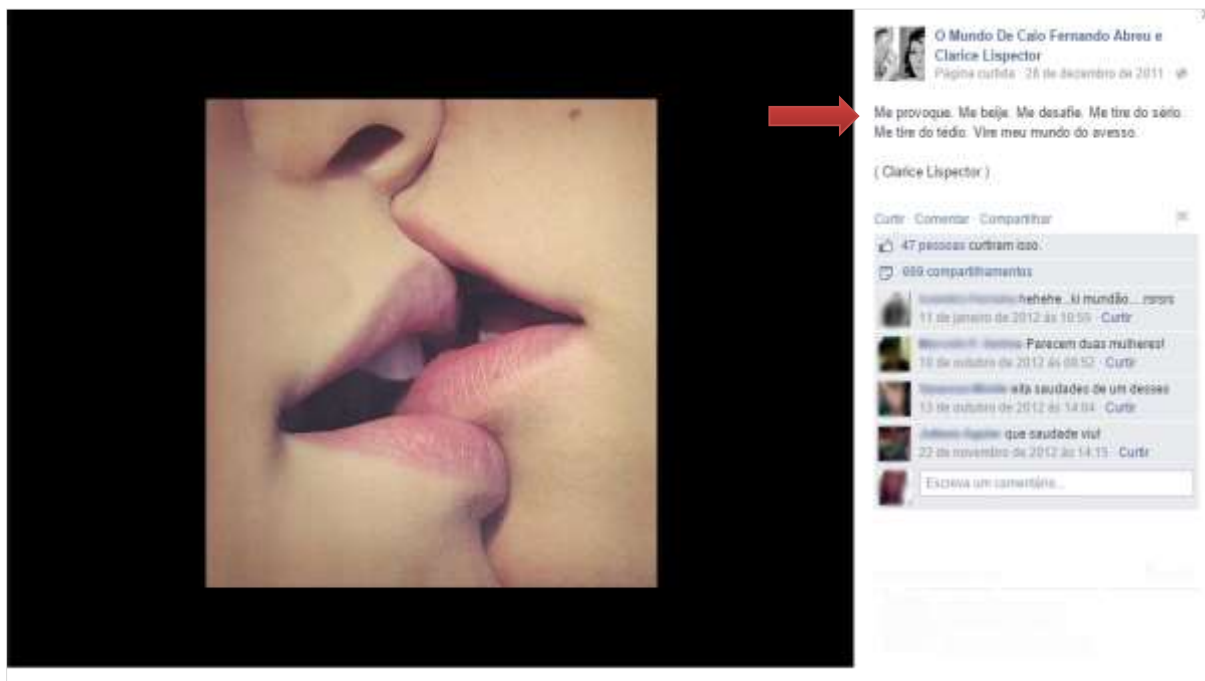 O Mundo De Caio Fernando Abreu e
Clarice Lispector
Página curtida · 28 de dezembro de 2011
Me provoque. Me beije. Me desafie. Me tire do sério.
Me tire do tédio. Vire meu mundo do avesso.
( Clarice Lispector )
Curtir · Comentar · Compartilhar
47 pessoas curtiram isso.
compartilhamentos
hehehe...ki mundão.... rsrsrs
11 de janeiro de 2012 às 10:59 · Curtir
Parecem duas mulheres!
10 de outubro de 2012 às 08:52 · Curtir
eita saudades de um desses
13 de outubro de 2012 às 14:04 · Curtir
que saudade viu!
22 de novembro de 2012 às 14:15 · Curtir
Escreva um comentário...